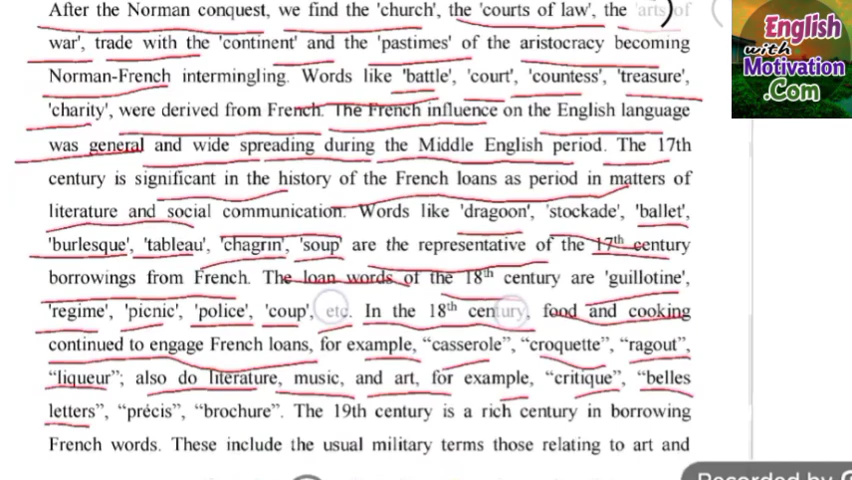 After the Norman conquest, we find the 'church', the 'courts of law', the 'arts of
war', trade with the 'continent' and the 'pastimes' of the aristocracy becoming
Norman-French intermingling. Words like 'battle', 'court', 'countess', 'treasure',
'charity', were derived from French. The French influence on the English language
was general and wide spreading during the Middle English period. The 17th
century is significant in the history of the French loans as period in matters of
literature and social communication. Words like 'dragoon', 'stockade', 'ballet',
'burlesque', 'tableau', 'chagrin', 'soup' are the representative of the 17th century
borrowings from French. The loan words of the 18th century are 'guillotine',
'regime', 'picnic', 'police', 'coup', etc. In the 18th century, food and cooking
continued to engage French loans, for example, “casserole”, “croquette”, “ragout”,
“liqueur”; also do literature, music, and art, for example, “critique”, “belles
letters”, “précis”, “brochure”. The 19th century is a rich century in borrowing
French words. These include the usual military terms those relating to art and
English
with
Motivation
.Com
Recorded by